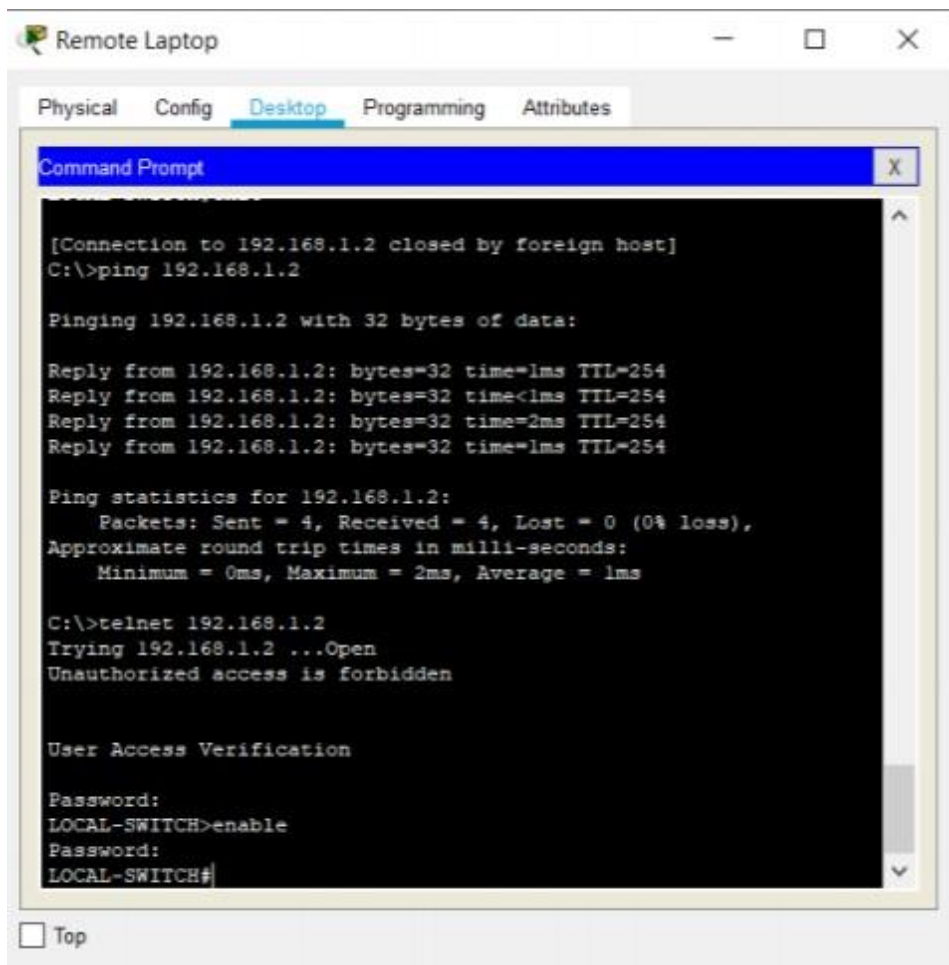 Remote Laptop
Physical Config Desktop Programming Attributes
Command Prompt
X
[Connection to 192.168.1.2 closed by foreign host]
C:\>ping 192.168.1.2
Pinging 192.168.1.2 with 32 bytes of data:
Reply from 192.168.1.2: bytes=32 time=1ms TTL=254
Reply from 192.168.1.2: bytes=32 time<1ms TTL=254
Reply from 192.168.1.2: bytes=32 time=2ms TTL=254
Reply from 192.168.1.2: bytes=32 time=1ms TTL=254
Ping statistics for 192.168.1.2:
Packets: Sent = 4, Received = 4, Lost = 0 (0% loss),
Approximate round trip times in milli-seconds:
Minimum = 0ms, Maximum = 2ms, Average = 1ms
C:\>telnet 192.168.1.2
Trying 192.168.1.2 ...Open
Unauthorized access is forbidden
User Access Verification
Password:
LOCAL-SWITCH>enable
Password:
LOCAL-SWITCH#
Top